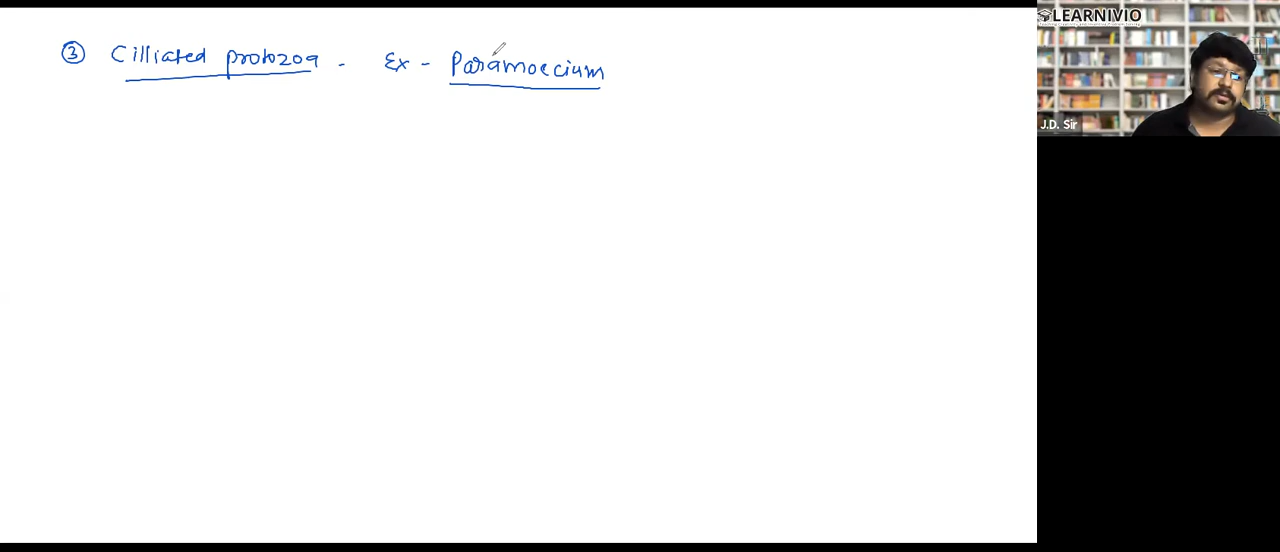 ③ Cilliated protozoa - Ex - Paramoecium
LEARNIVIO
J.D. Sir